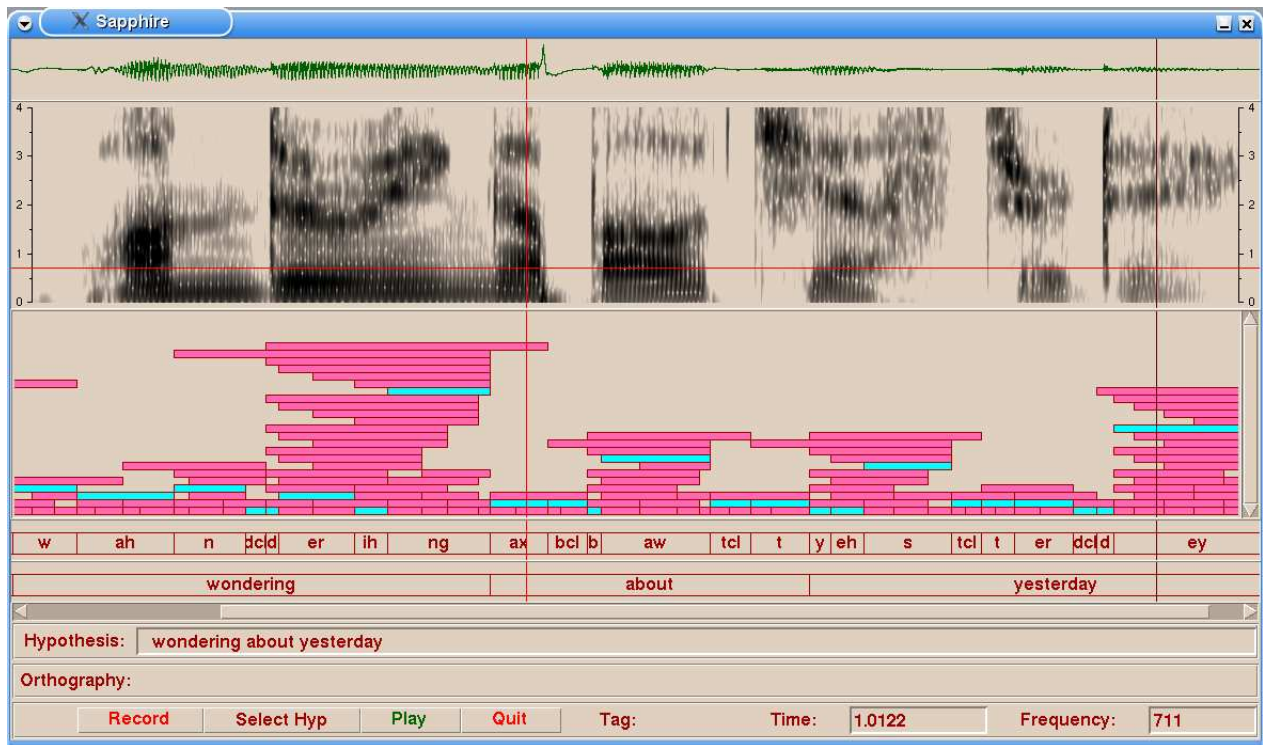 Sapphire
4 4
3 3
2 2
1 1
0 0
w ah n dcl d er ih ng ax bcl b aw tcl t y eh s tcl t er dcl d ey
wondering about yesterday
Hypothesis: wondering about yesterday
Orthography:
Record Select Hyp Play Quit Tag: Time: 1.0122 Frequency: 711